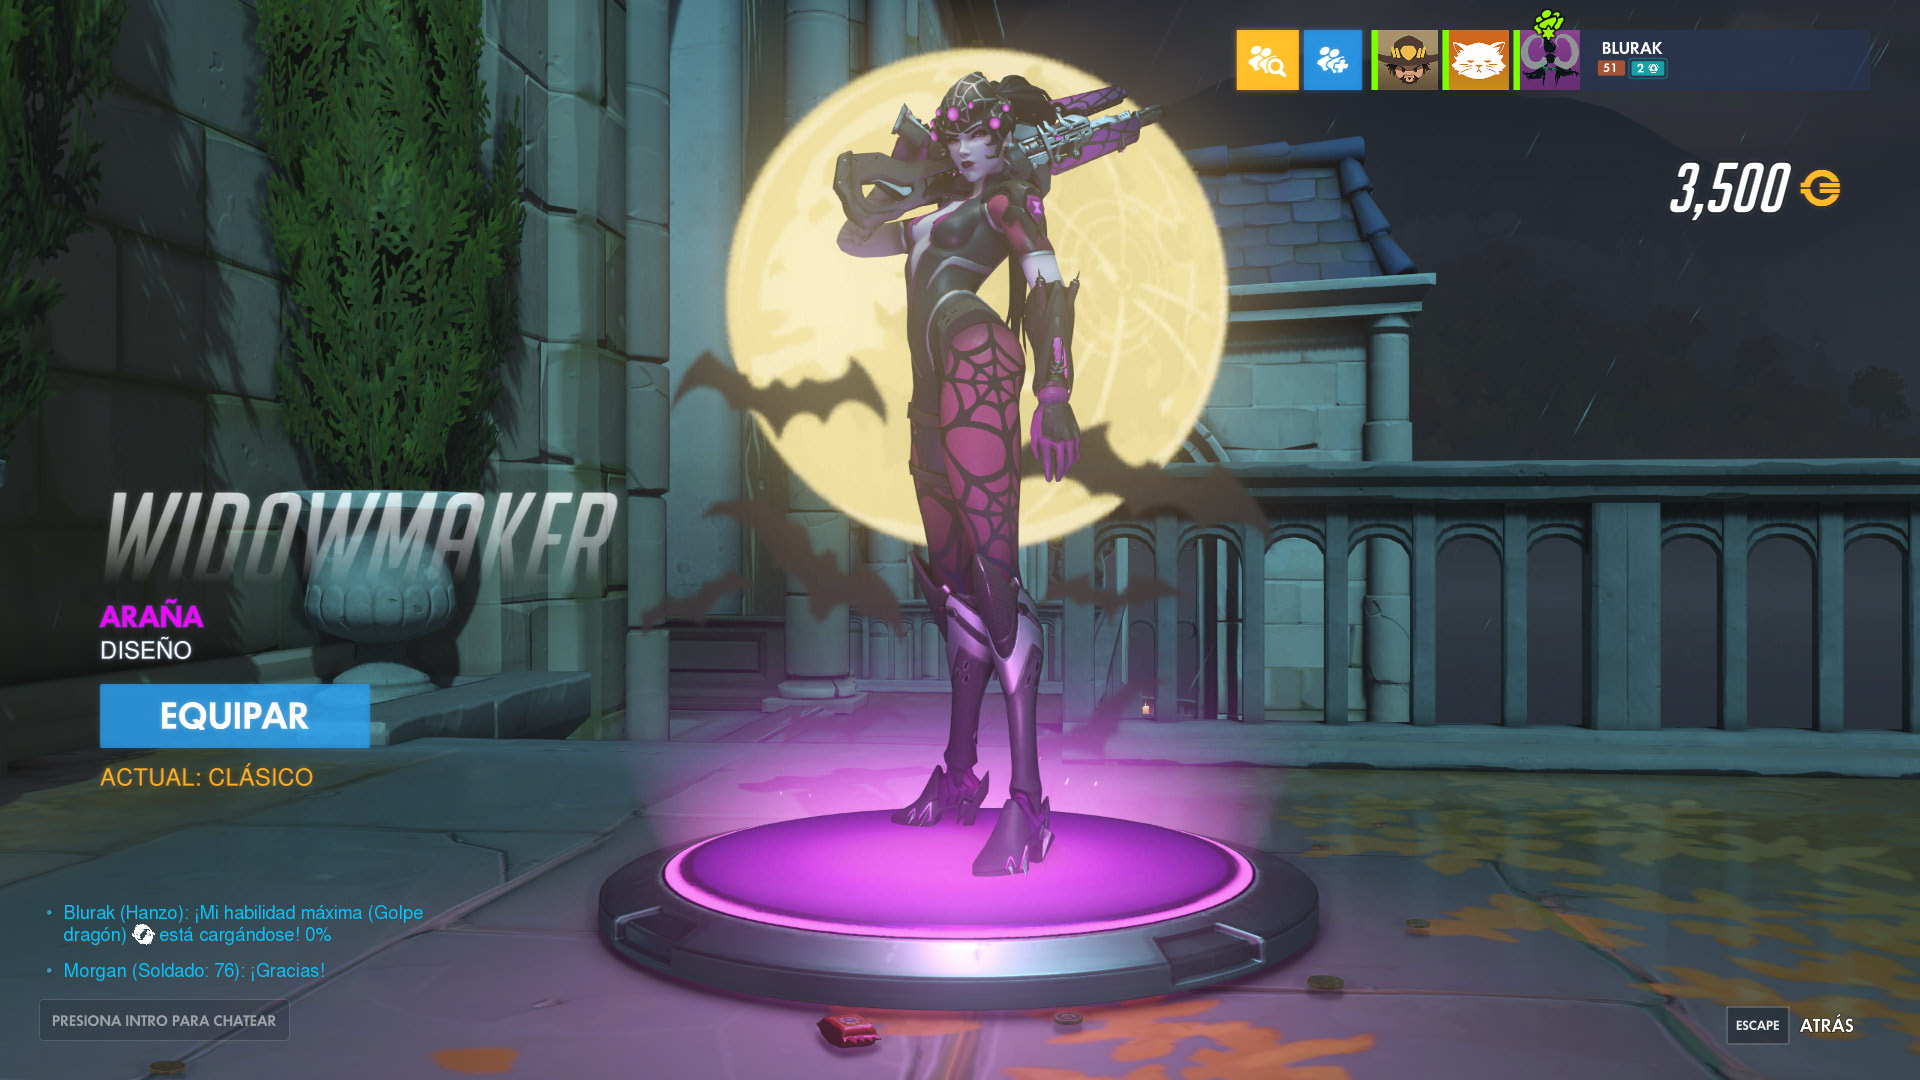 BLURAK
51 2
3,500
WIDOWMAKER
ARAÑA
DISEÑO
EQUIPAR
ACTUAL: CLÁSICO
Blurak (Hanzo): ¡Mi habilidad máxima (Golpe
dragón) está cargándose! 0%
Morgan (Soldado: 76): ¡Gracias!
PRESIONA INTRO PARA CHATEAR
ESCAPE ATRÁS